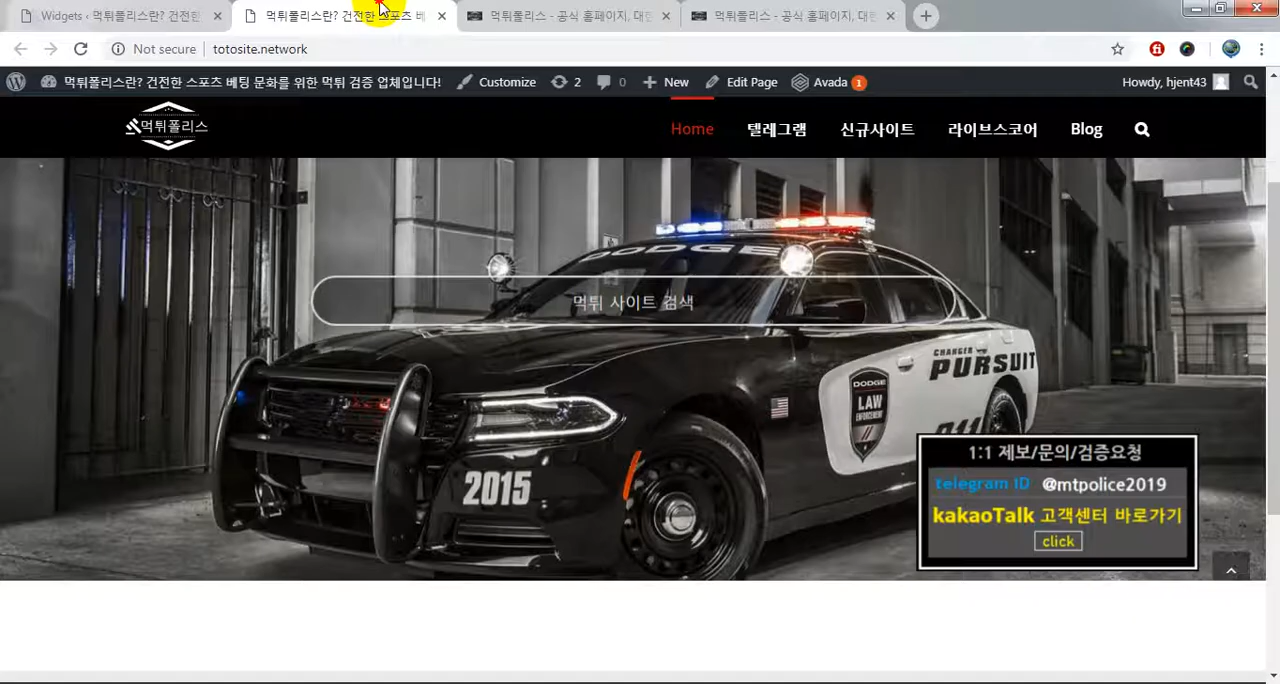 Widgets ‹ 먹튀폴리스란? 건전한
먹튀폴리스란? 건전한 스포츠 베
먹튀폴리스 - 공식 홈페이지, 대한
먹튀폴리스 - 공식 홈페이지, 대한
Not secure
totosite.network
먹튀폴리스란? 건전한 스포츠 베팅 문화를 위한 먹튀 검증 업체입니다!
Customize
2
0
New
Edit Page
Avada 1
Howdy, hjent43
먹튀폴리스
Home
텔레그램
신규사이트
라이브스코어
Blog
DODGE
먹튀 사이트 검색
CHARGER
PURSUIT
DODGE
LAW
ENFORCEMENT
911
2015
1:1 제보/문의/검증요청
telegram ID @mtpolice2019
kakaoTalk 고객센터 바로가기
click